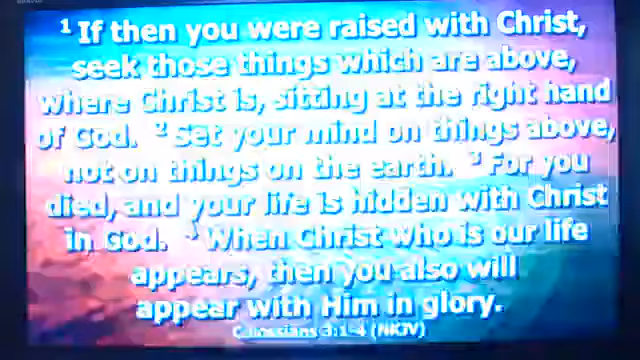 1 If then you were raised with Christ,
seek those things which are above,
where Christ is, sitting at the right hand
of God. 2 Set your mind on things above,
not on things on the earth. 3 For you
died, and your life is hidden with Christ
in God. 4 When Christ who is our life
appears, then you also will
appear with Him in glory.
Colossians 3:1-4 (NKJV)